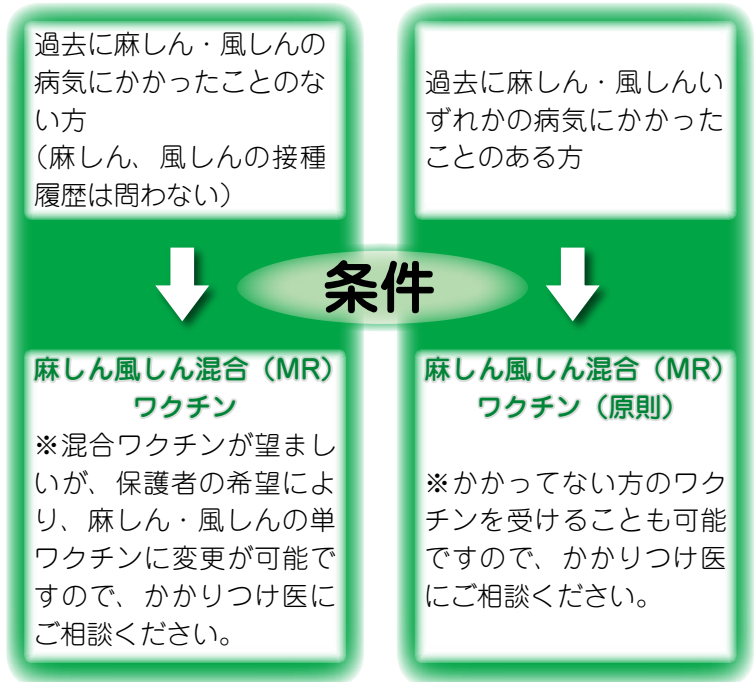 過去に麻しん・風しんの
病気にかかったことのな
い方
（麻しん、風しんの接種
履歴は問わない）
過去に麻しん・風しんい
ずれかの病気にかかった
ことのある方
条件
麻しん風しん混合（MR）
ワクチン
※混合ワクチンが望まし
いが、保護者の希望によ
り、麻しん・風しんの単
ワクチンに変更が可能で
すので、かかりつけ医に
ご相談ください。
麻しん風しん混合（MR）
ワクチン（原則）
※かかってない方のワク
チンを受けることも可能
ですので、かかりつけ医
にご相談ください。